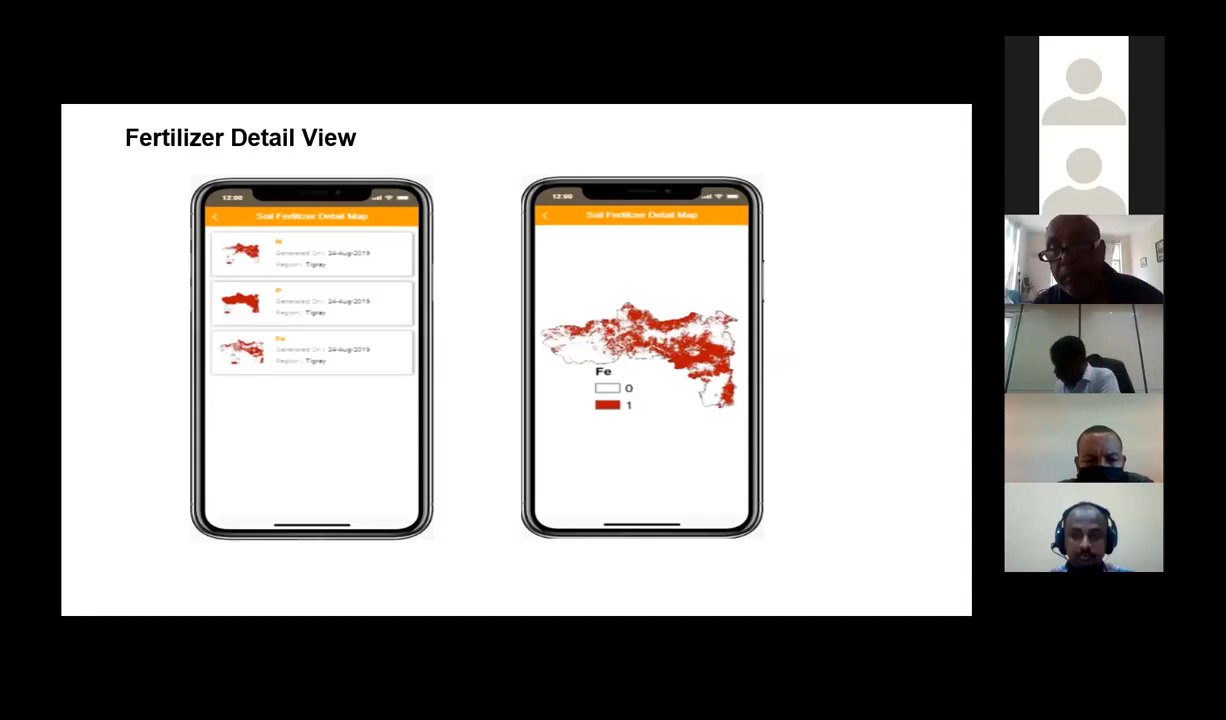 Fertilizer Detail View
12:00
Soil Fertilizer Detail Map
N
Generated On: 24-Aug-2019
Region: Tigray
P
Generated On: 24-Aug-2019
Region: Tigray
Fe
Generated On: 24-Aug-2019
Region: Tigray
12:00
Soil Fertilizer Detail Map
Fe
0
1